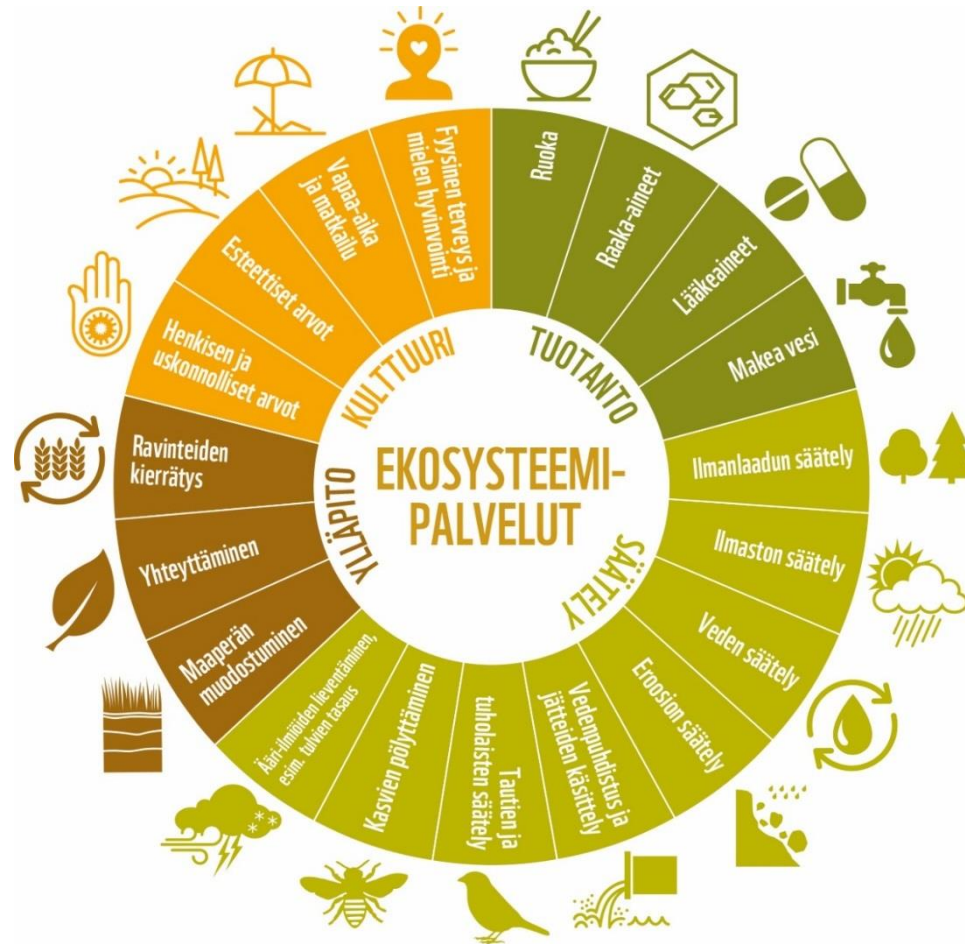 EKOSYSTEEMI-
PALVELUT
TUOTANTO
Ruoka
Raaka-aineet
Lääkeaineet
Makea vesi
SÄÄTELY
Ilmanlaadun säätely
Ilmaston säätely
Veden säätely
Eroosion säätely
Vedenpuhdistus ja
jätteiden käsittely
Tautien ja
tuholaisten säätely
Kasvien pölyttäminen
Ääri-ilmiöiden lieventäminen,
esim. tulvien tasaus
YLLÄPITO
Maaperän
muodostuminen
Yhteyttäminen
Ravinteiden
kierrätys
KULTTUURI
Henkisen ja
uskonnolliset arvot
Esteettiset arvot
Vapaa-aika
ja matkailu
Fyysinen terveys ja
mielen hyvinvointi